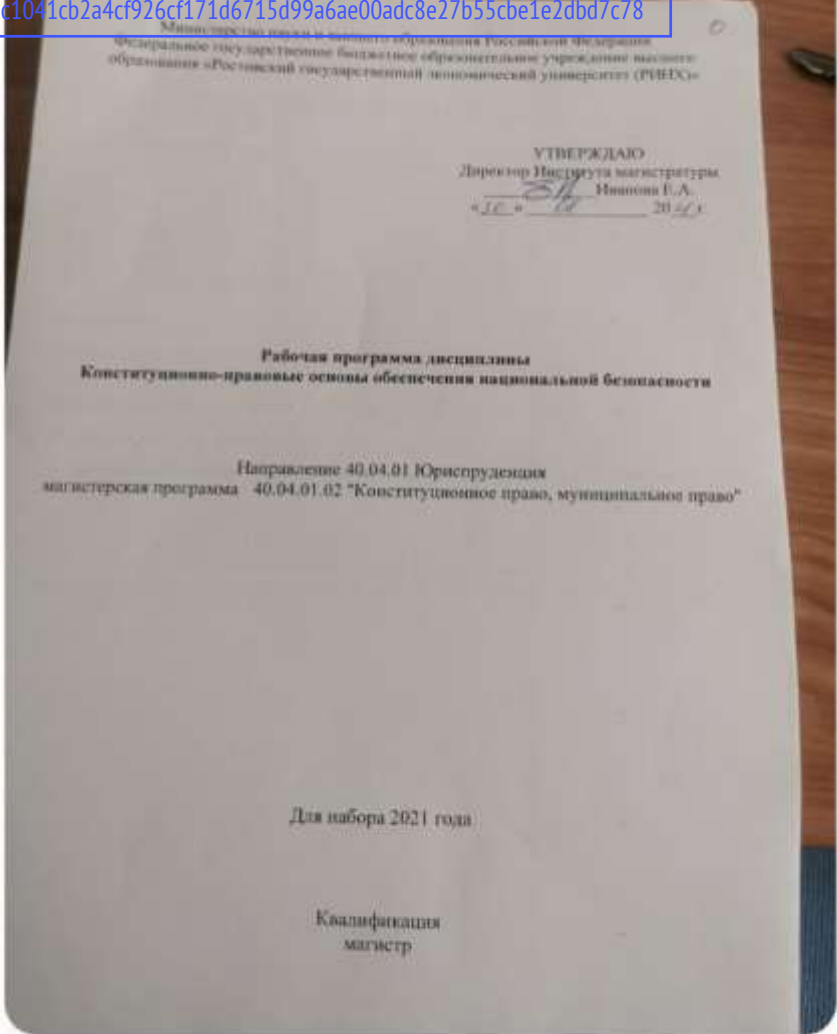 c1041cb2a4cf926cf171d6715d99a6ae00adc8e27b55cbe1e2dbd7c78
Министерство науки и высшего образования Российской Федерации
Федеральное государственное бюджетное образовательное учреждение высшего
образования «Ростовский государственный экономический университет (РИНХ)»
УТВЕРЖДАЮ
Директор Института магистратуры
Иванова Е.А.
20 г.
Рабочая программа дисциплины
Конституционно-правовые основы обеспечения национальной безопасности
Направление 40.04.01 Юриспруденция
магистерская программа 40.04.01.02 "Конституционное право, муниципальное право"
Для набора 2021 года
Квалификация
магистр